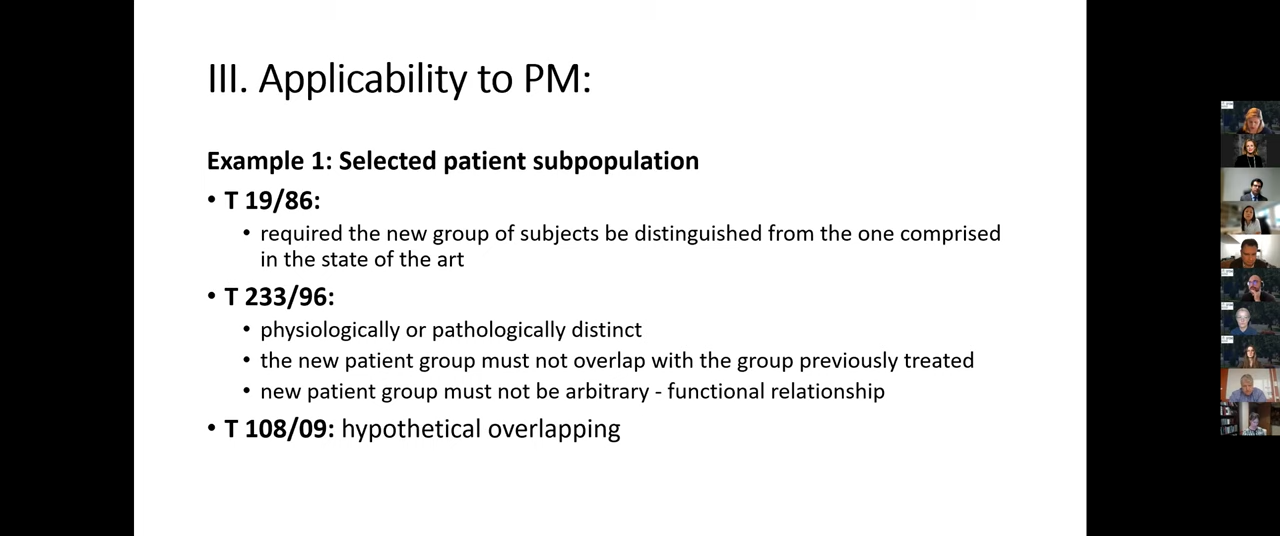 III. Applicability to PM:
Example 1: Selected patient subpopulation
• T 19/86:
• required the new group of subjects be distinguished from the one comprised
in the state of the art
• T 233/96:
• physiologically or pathologically distinct
• the new patient group must not overlap with the group previously treated
• new patient group must not be arbitrary - functional relationship
• T 108/09: hypothetical overlapping